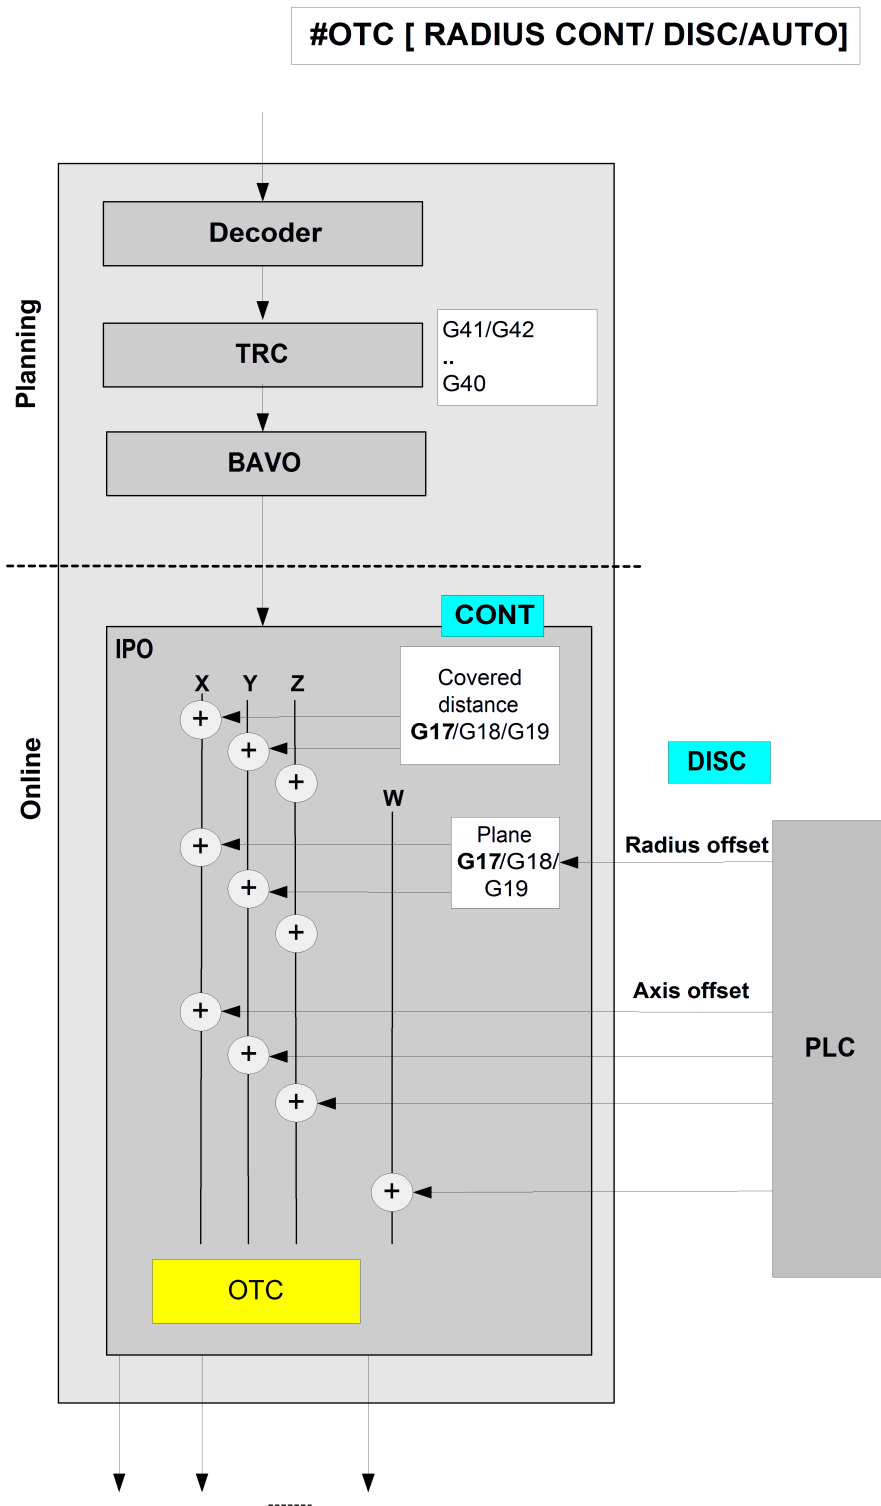 #OTC [ RADIUS CONT/ DISC/AUTO]
Planning
Decoder
TRC
G41/G42
..
G40
BAVO
Online
CONT
IPO
X Y Z
Covered
distance
G17/G18/G19
+
+
+
DISC
W
Plane
G17/G18/
G19
Radius offset
+
+
+
Axis offset
PLC
+
+
+
+
OTC